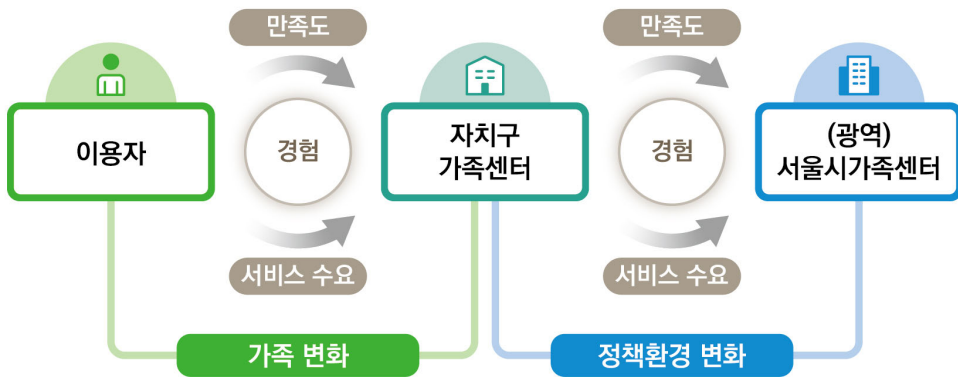 만족도
만족도
이용자
경험
자치구
가족센터
경험
(광역)
서울시가족센터
서비스 수요
서비스 수요
가족 변화
정책환경 변화